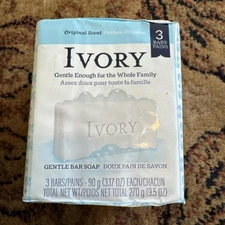 Original Scent Parfum Original
3
BARS
PAINS
IVORY
Gentle Enough for the Whole Family
Assez doux pour toute la famille
IVORY
GENTLE BAR SOAP DOUX PAIN DE SAVON
3 BARS/PAINS - 90 g (3.17 OZ) EACH/CHACUN
TOTAL NET WT/POIDS NET TOTAL 270 g (9.5 OZ)